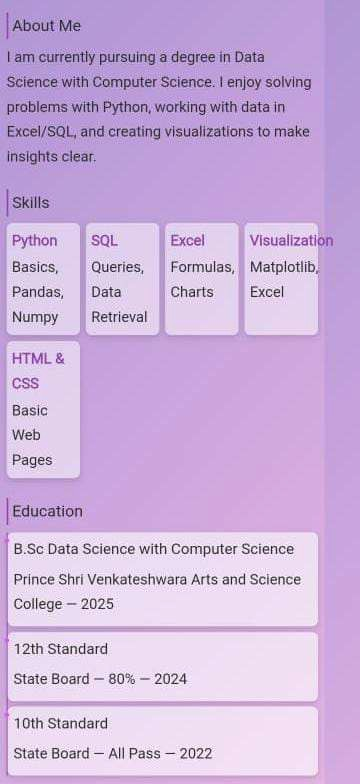 About Me
I am currently pursuing a degree in Data
Science with Computer Science. I enjoy solving
problems with Python, working with data in
Excel/SQL, and creating visualizations to make
insights clear.
Skills
Python
Basics,
Pandas,
Numpy
SQL
Queries,
Data
Retrieval
Excel
Formulas,
Charts
Visualization
Matplotlib,
Excel
HTML &
CSS
Basic
Web
Pages
Education
B.Sc Data Science with Computer Science
Prince Shri Venkateshwara Arts and Science
College — 2025
12th Standard
State Board — 80% — 2024
10th Standard
State Board — All Pass — 2022